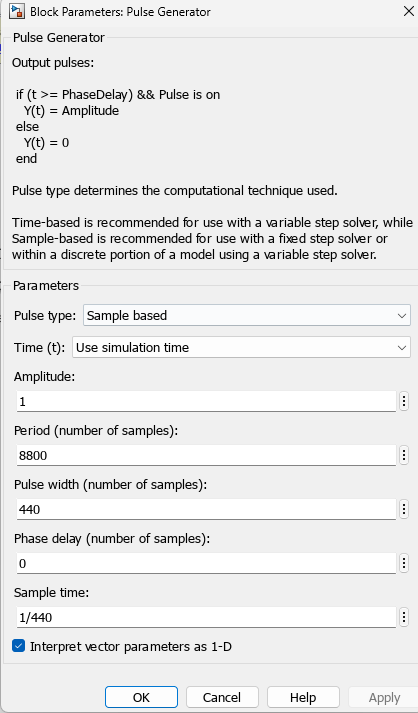 Block Parameters: Pulse Generator
Pulse Generator
Output pulses:
if (t >= PhaseDelay) && Pulse is on
Y(t) = Amplitude
else
Y(t) = 0
end
Pulse type determines the computational technique used.
Time-based is recommended for use with a variable step solver, while
Sample-based is recommended for use with a fixed step solver or
within a discrete portion of a model using a variable step solver.
Parameters
Pulse type: Sample based
Time (t): Use simulation time
Amplitude:
1
Period (number of samples):
8800
Pulse width (number of samples):
440
Phase delay (number of samples):
0
Sample time:
1/440
Interpret vector parameters as 1-D
OK Cancel Help Apply